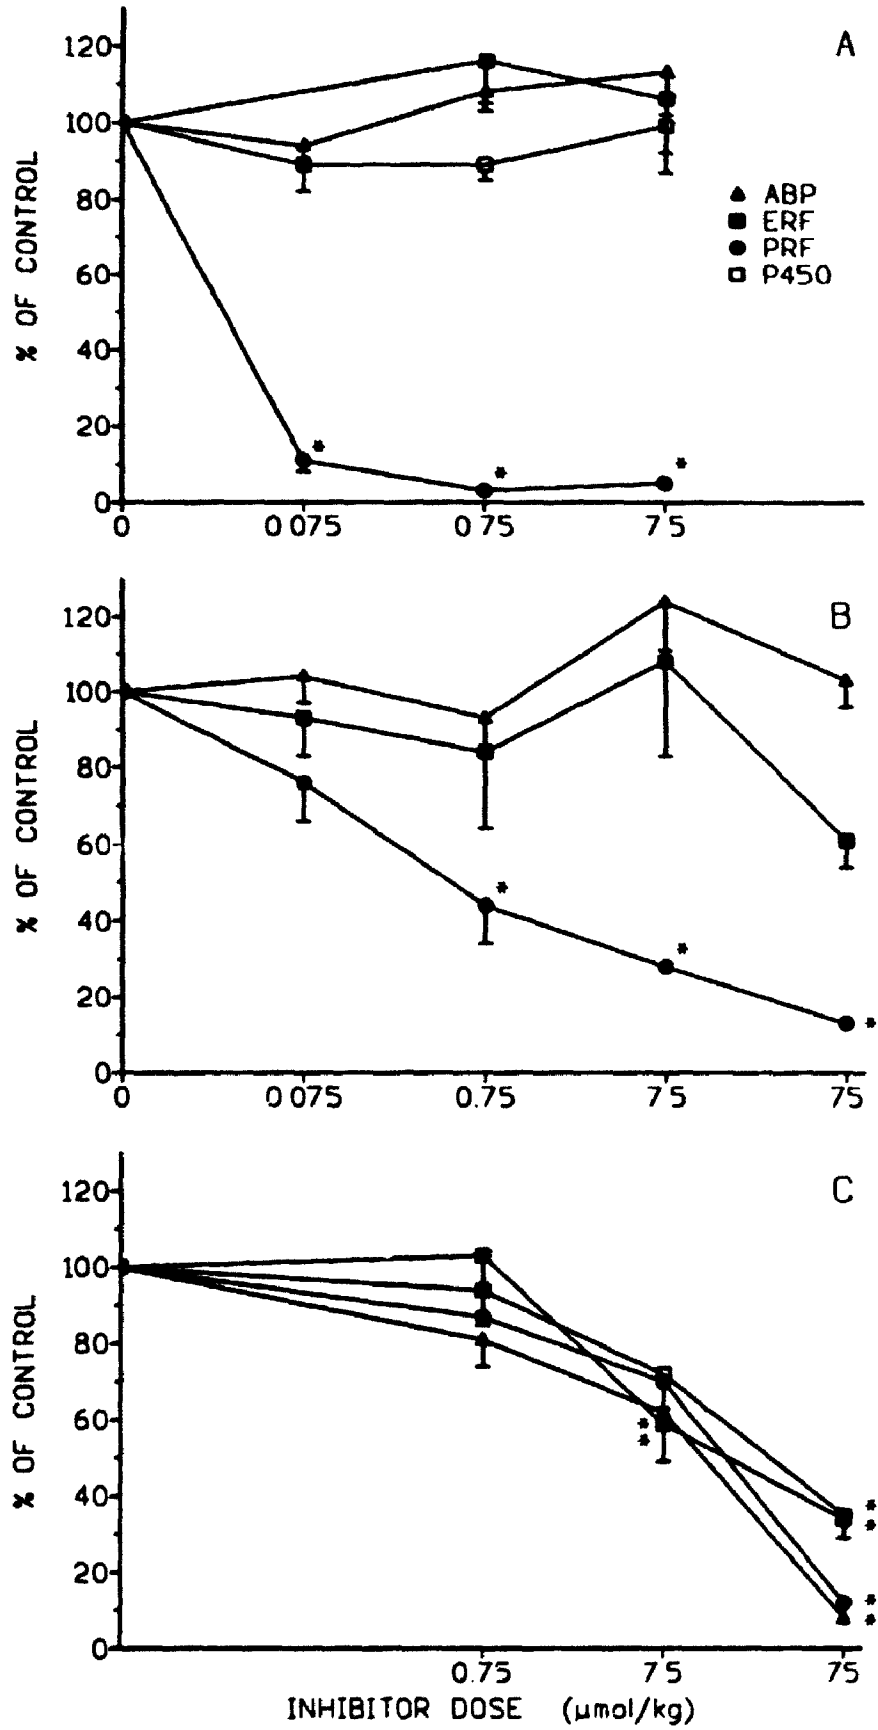 A
120
100
80
60
40
20
0
% OF CONTROL
▲ ABP
■ ERF
● PRF
□ P450
*
*
*
0 0 075 0 75 7 5
B
120
100
80
60
40
20
0
% OF CONTROL
*
*
*
0 0 075 0.75 7 5 75
C
120
100
80
60
40
20
0
% OF CONTROL
*
*
*
*
*
*
0.75 7 5 75
INHIBITOR DOSE (μmol/kg)